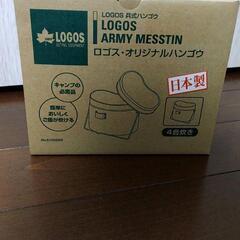 LOGOS
LOGOS 兵式ハンゴウ
LOGOS
ARMY MESSTIN
ロゴス・オリジナルハンゴウ
日本製
キャンプの
必需品
簡単に
おいしく
ご飯が炊ける
4合炊き